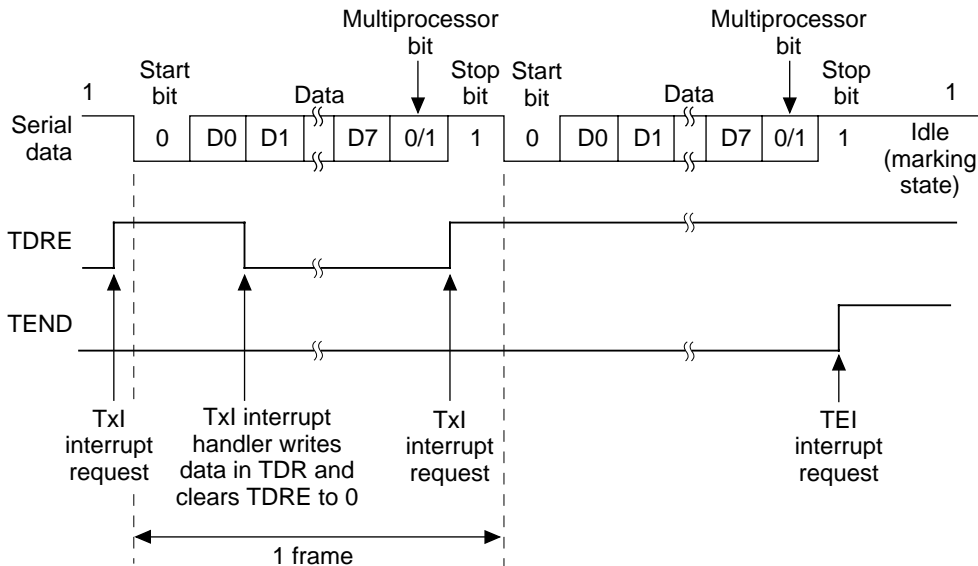 Multiprocessor
bit
Multiprocessor
bit
1
Start
bit
Data
Stop
bit
Start
bit
Data
Stop
bit
1
Serial
data
0 D0 D1 D7 0/1 1 0 D0 D1 D7 0/1 1
Idle
(marking
state)
TDRE
TEND
TxI
interrupt
request
TxI interrupt
handler writes
data in TDR and
clears TDRE to 0
TxI
interrupt
request
TEI
interrupt
request
1 frame